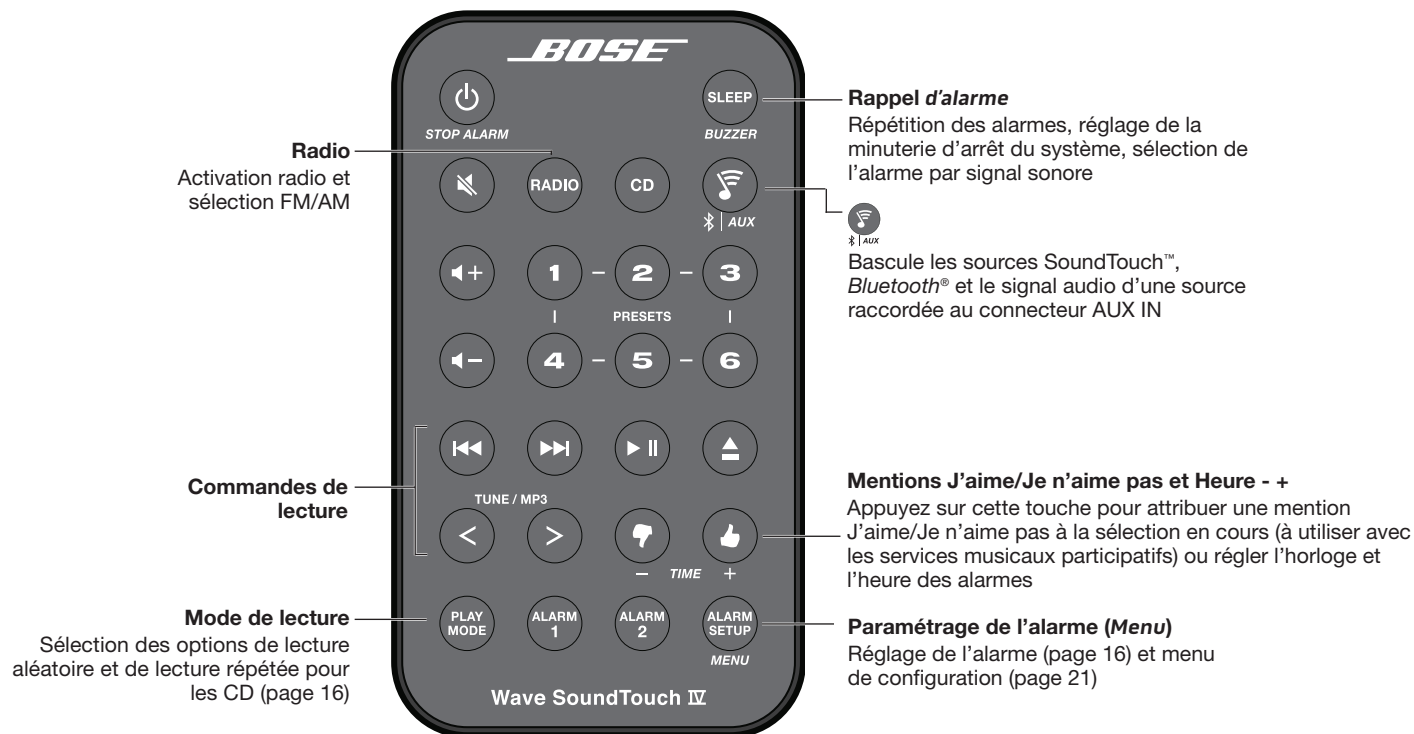 BOSE
SLEEP
STOP ALARM
BUZZER
Rappel d'alarme
Répétition des alarmes, réglage de la
minuterie d'arrêt du système, sélection de
l'alarme par signal sonore
Radio
Activation radio et
sélection FM/AM
RADIO
CD
AUX
AUX
Bascule les sources SoundTouch™,
Bluetooth® et le signal audio d'une source
raccordée au connecteur AUX IN
+ 1 - 2 - 3
PRESETS
- 4 - 5 - 6
Commandes de
lecture
TUNE / MP3
< >
- TIME +
Mentions J'aime/Je n'aime pas et Heure - +
Appuyez sur cette touche pour attribuer une mention
J'aime/Je n'aime pas à la sélection en cours (à utiliser avec
les services musicaux participatifs) ou régler l'horloge et
l'heure des alarmes
Mode de lecture
Sélection des options de lecture
aléatoire et de lecture répétée pour
les CD (page 16)
PLAY
MODE
ALARM
1
ALARM
2
ALARM
SETUP
MENU
Paramétrage de l'alarme (Menu)
Réglage de l'alarme (page 16) et menu
de configuration (page 21)
Wave SoundTouch IV